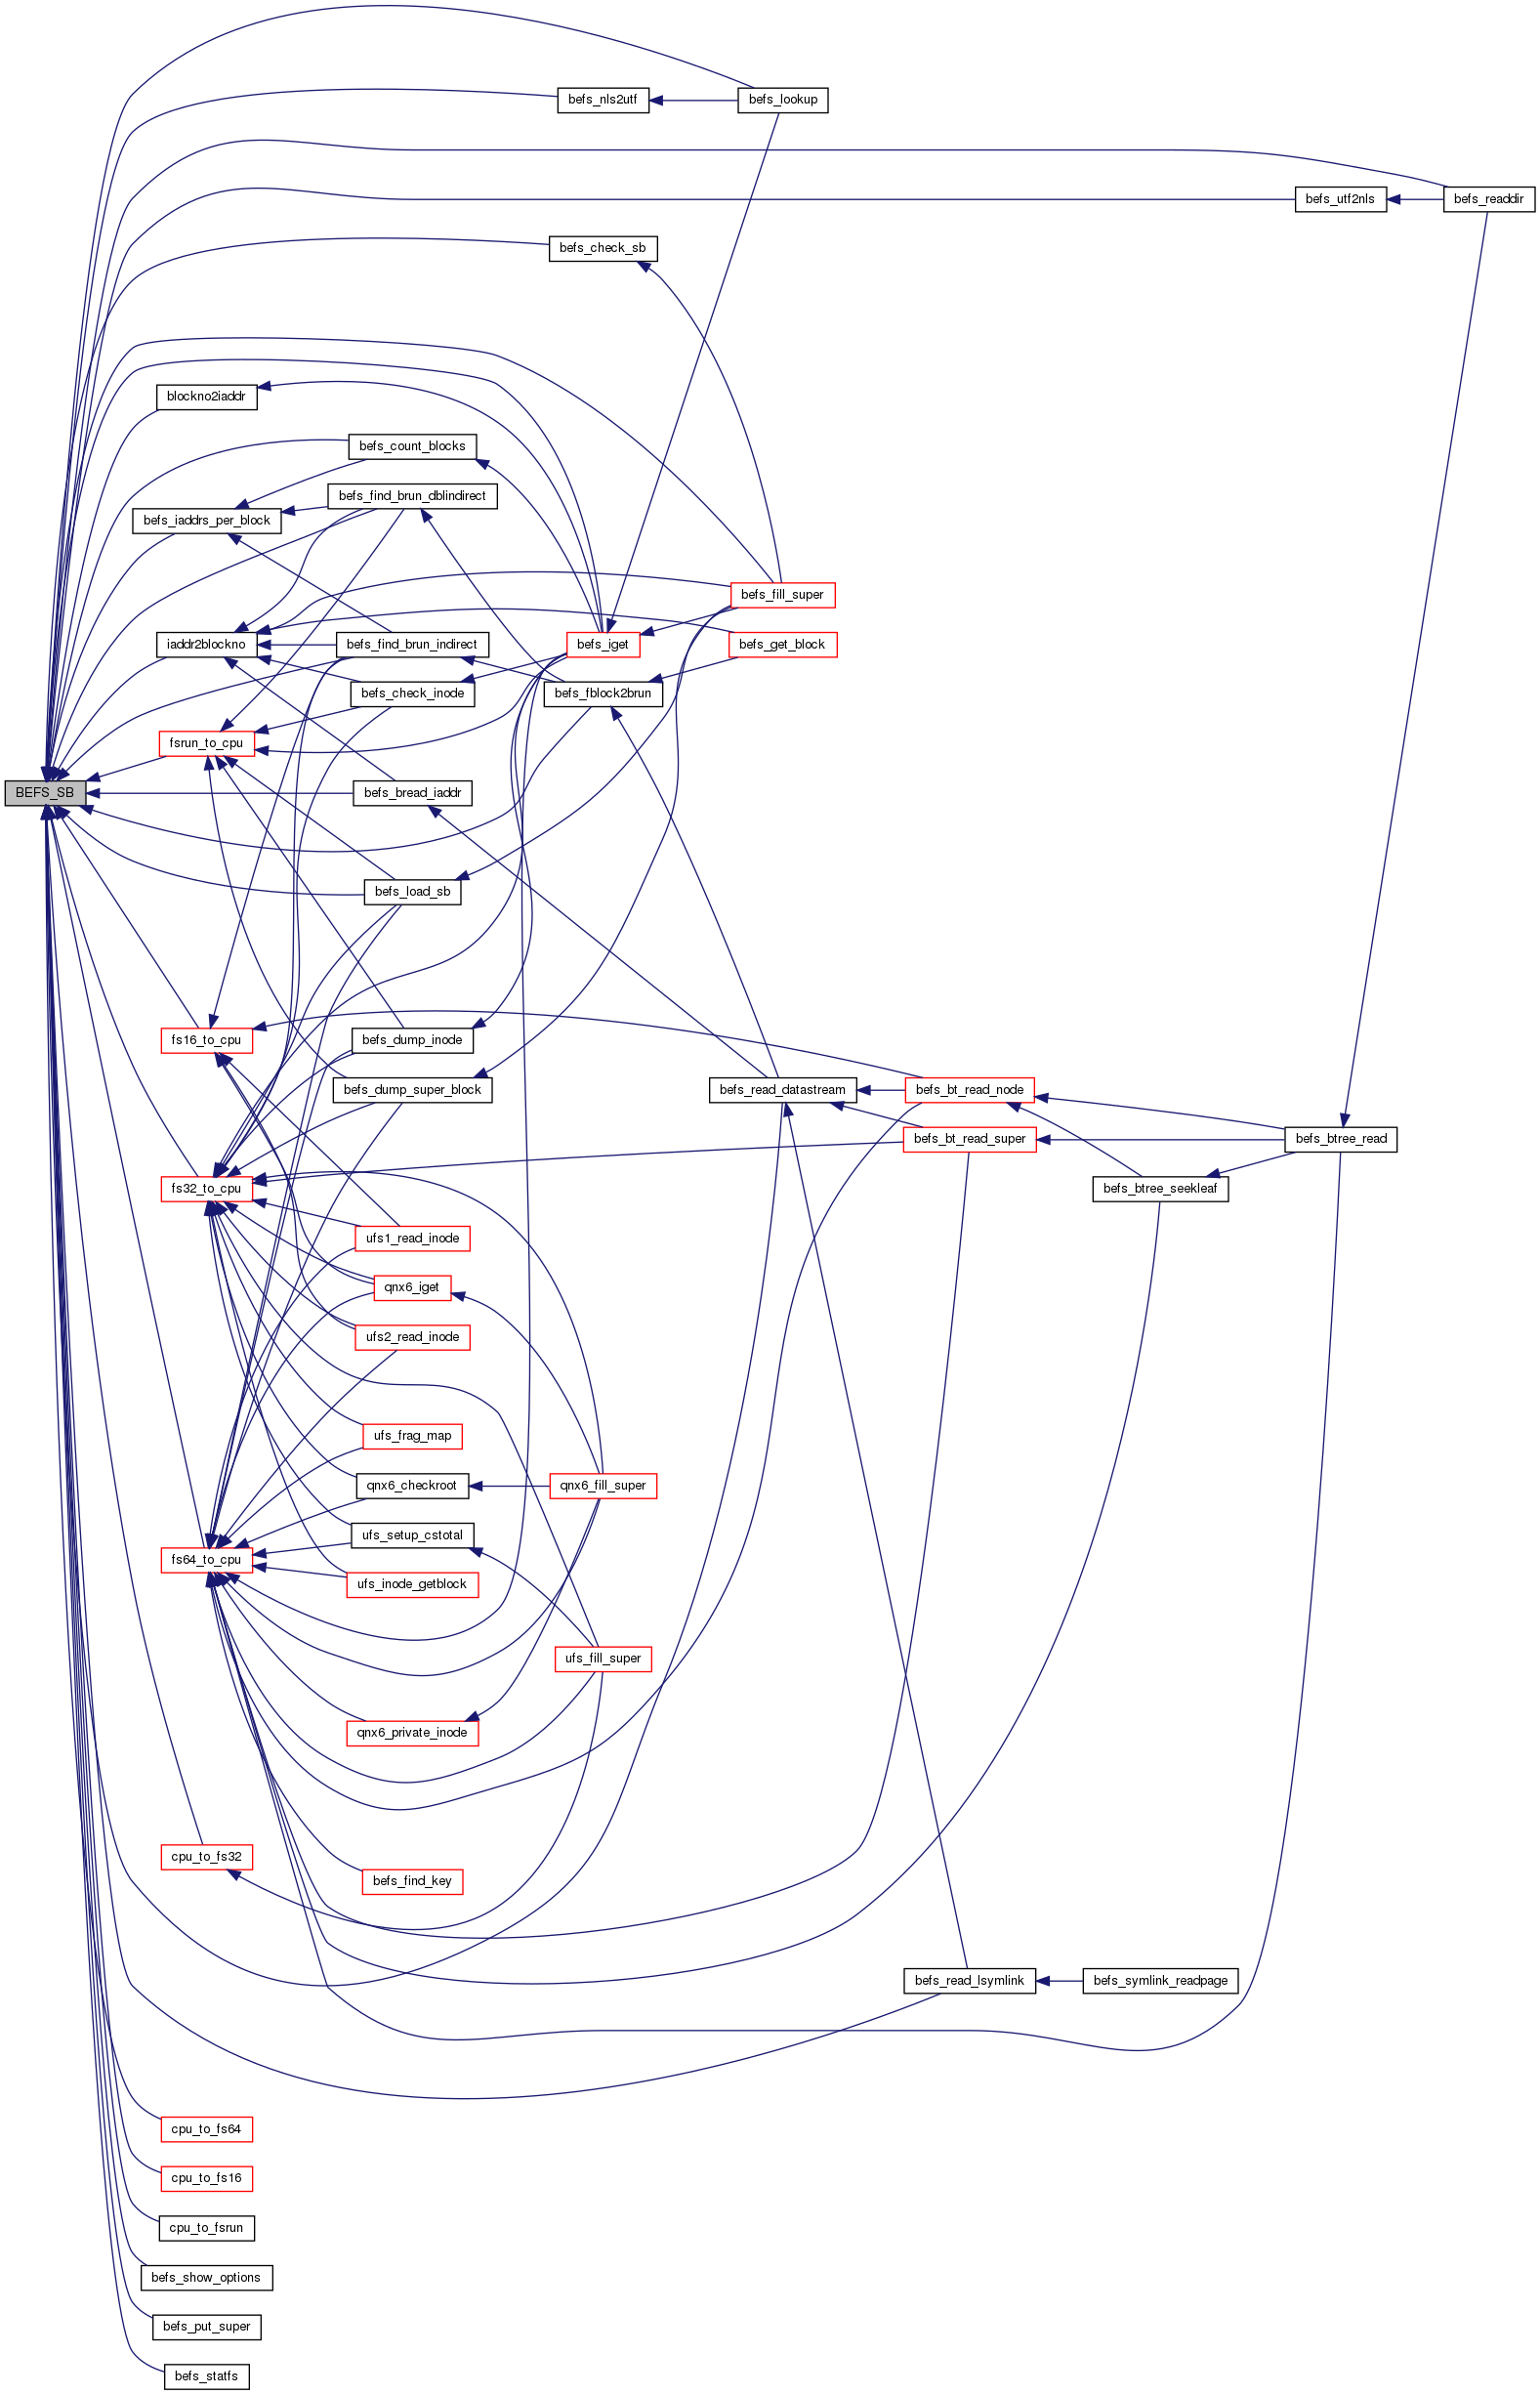 befs_nls2utf
befs_lookup
befs_utf2nls
befs_readdir
befs_check_sb
blockno2iaddr
befs_count_blocks
befs_find_brun_dblindirect
befs_iaddrs_per_block
befs_fill_super
iaddr2blockno
befs_find_brun_indirect
befs_iget
befs_get_block
befs_check_inode
befs_fblock2brun
fsrun_to_cpu
BEFS_SB
befs_bread_iaddr
befs_load_sb
fs16_to_cpu
befs_dump_inode
befs_dump_super_block
befs_read_datastream
befs_bt_read_node
befs_bt_read_super
befs_btree_read
fs32_to_cpu
befs_btree_seekleaf
ufs1_read_inode
qnx6_iget
ufs2_read_inode
ufs_frag_map
qnx6_checkroot
qnx6_fill_super
ufs_setup_cstotal
fs64_to_cpu
ufs_inode_getblock
ufs_fill_super
qnx6_private_inode
cpu_to_fs32
befs_find_key
befs_read_lsymlink
befs_symlink_readpage
cpu_to_fs64
cpu_to_fs16
cpu_to_fsrun
befs_show_options
befs_put_super
befs_statfs